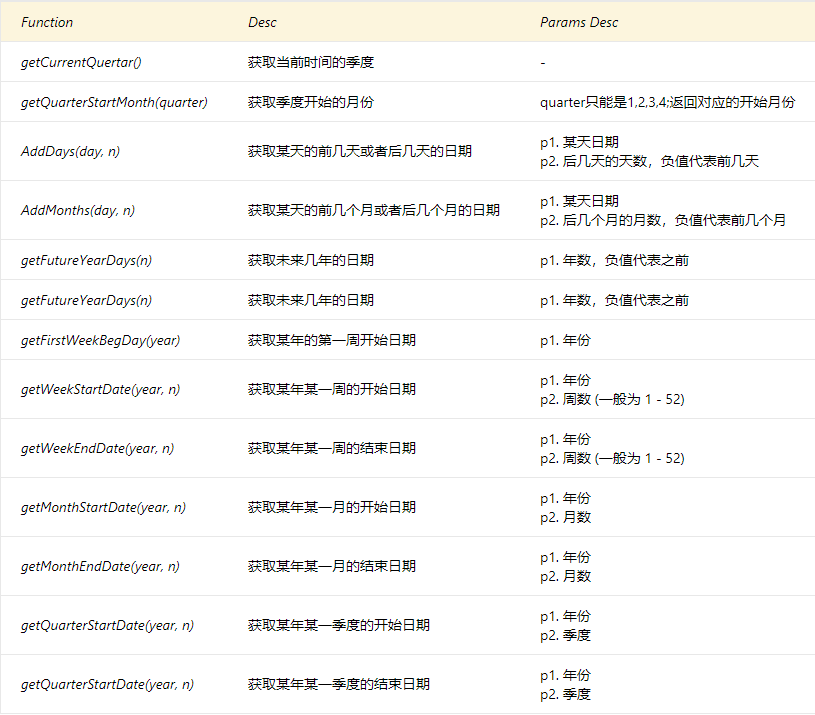 Function Desc Params Desc
getCurrentQuertar() 获取当前时间的季度 -
getQuarterStartMonth(quarter) 获取季度开始的月份 quarter只能是1,2,3,4;返回对应的开始月份
AddDays(day, n) 获取某天的前几天或者后几天的日期 p1. 某天日期
p2. 后几天的天数，负值代表前几天
AddMonths(day, n) 获取某天的前几个月或者后几个月的日期 p1. 某天日期
p2. 后几个月的月数，负值代表前几个月
getFutureYearDays(n) 获取未来几年的日期 p1. 年数，负值代表之前
getFutureYearDays(n) 获取未来几年的日期 p1. 年数，负值代表之前
getFirstWeekBegDay(year) 获取某年的第一周开始日期 p1. 年份
getWeekStartDate(year, n) 获取某年某一周的开始日期 p1. 年份
p2. 周数 (一般为 1 - 52)
getWeekEndDate(year, n) 获取某年某一周的结束日期 p1. 年份
p2. 周数 (一般为 1 - 52)
getMonthStartDate(year, n) 获取某年某一月的开始日期 p1. 年份
p2. 月数
getMonthEndDate(year, n) 获取某年某一月的结束日期 p1. 年份
p2. 月数
getQuarterStartDate(year, n) 获取某年某一季度的开始日期 p1. 年份
p2. 季度
getQuarterStartDate(year, n) 获取某年某一季度的结束日期 p1. 年份
p2. 季度